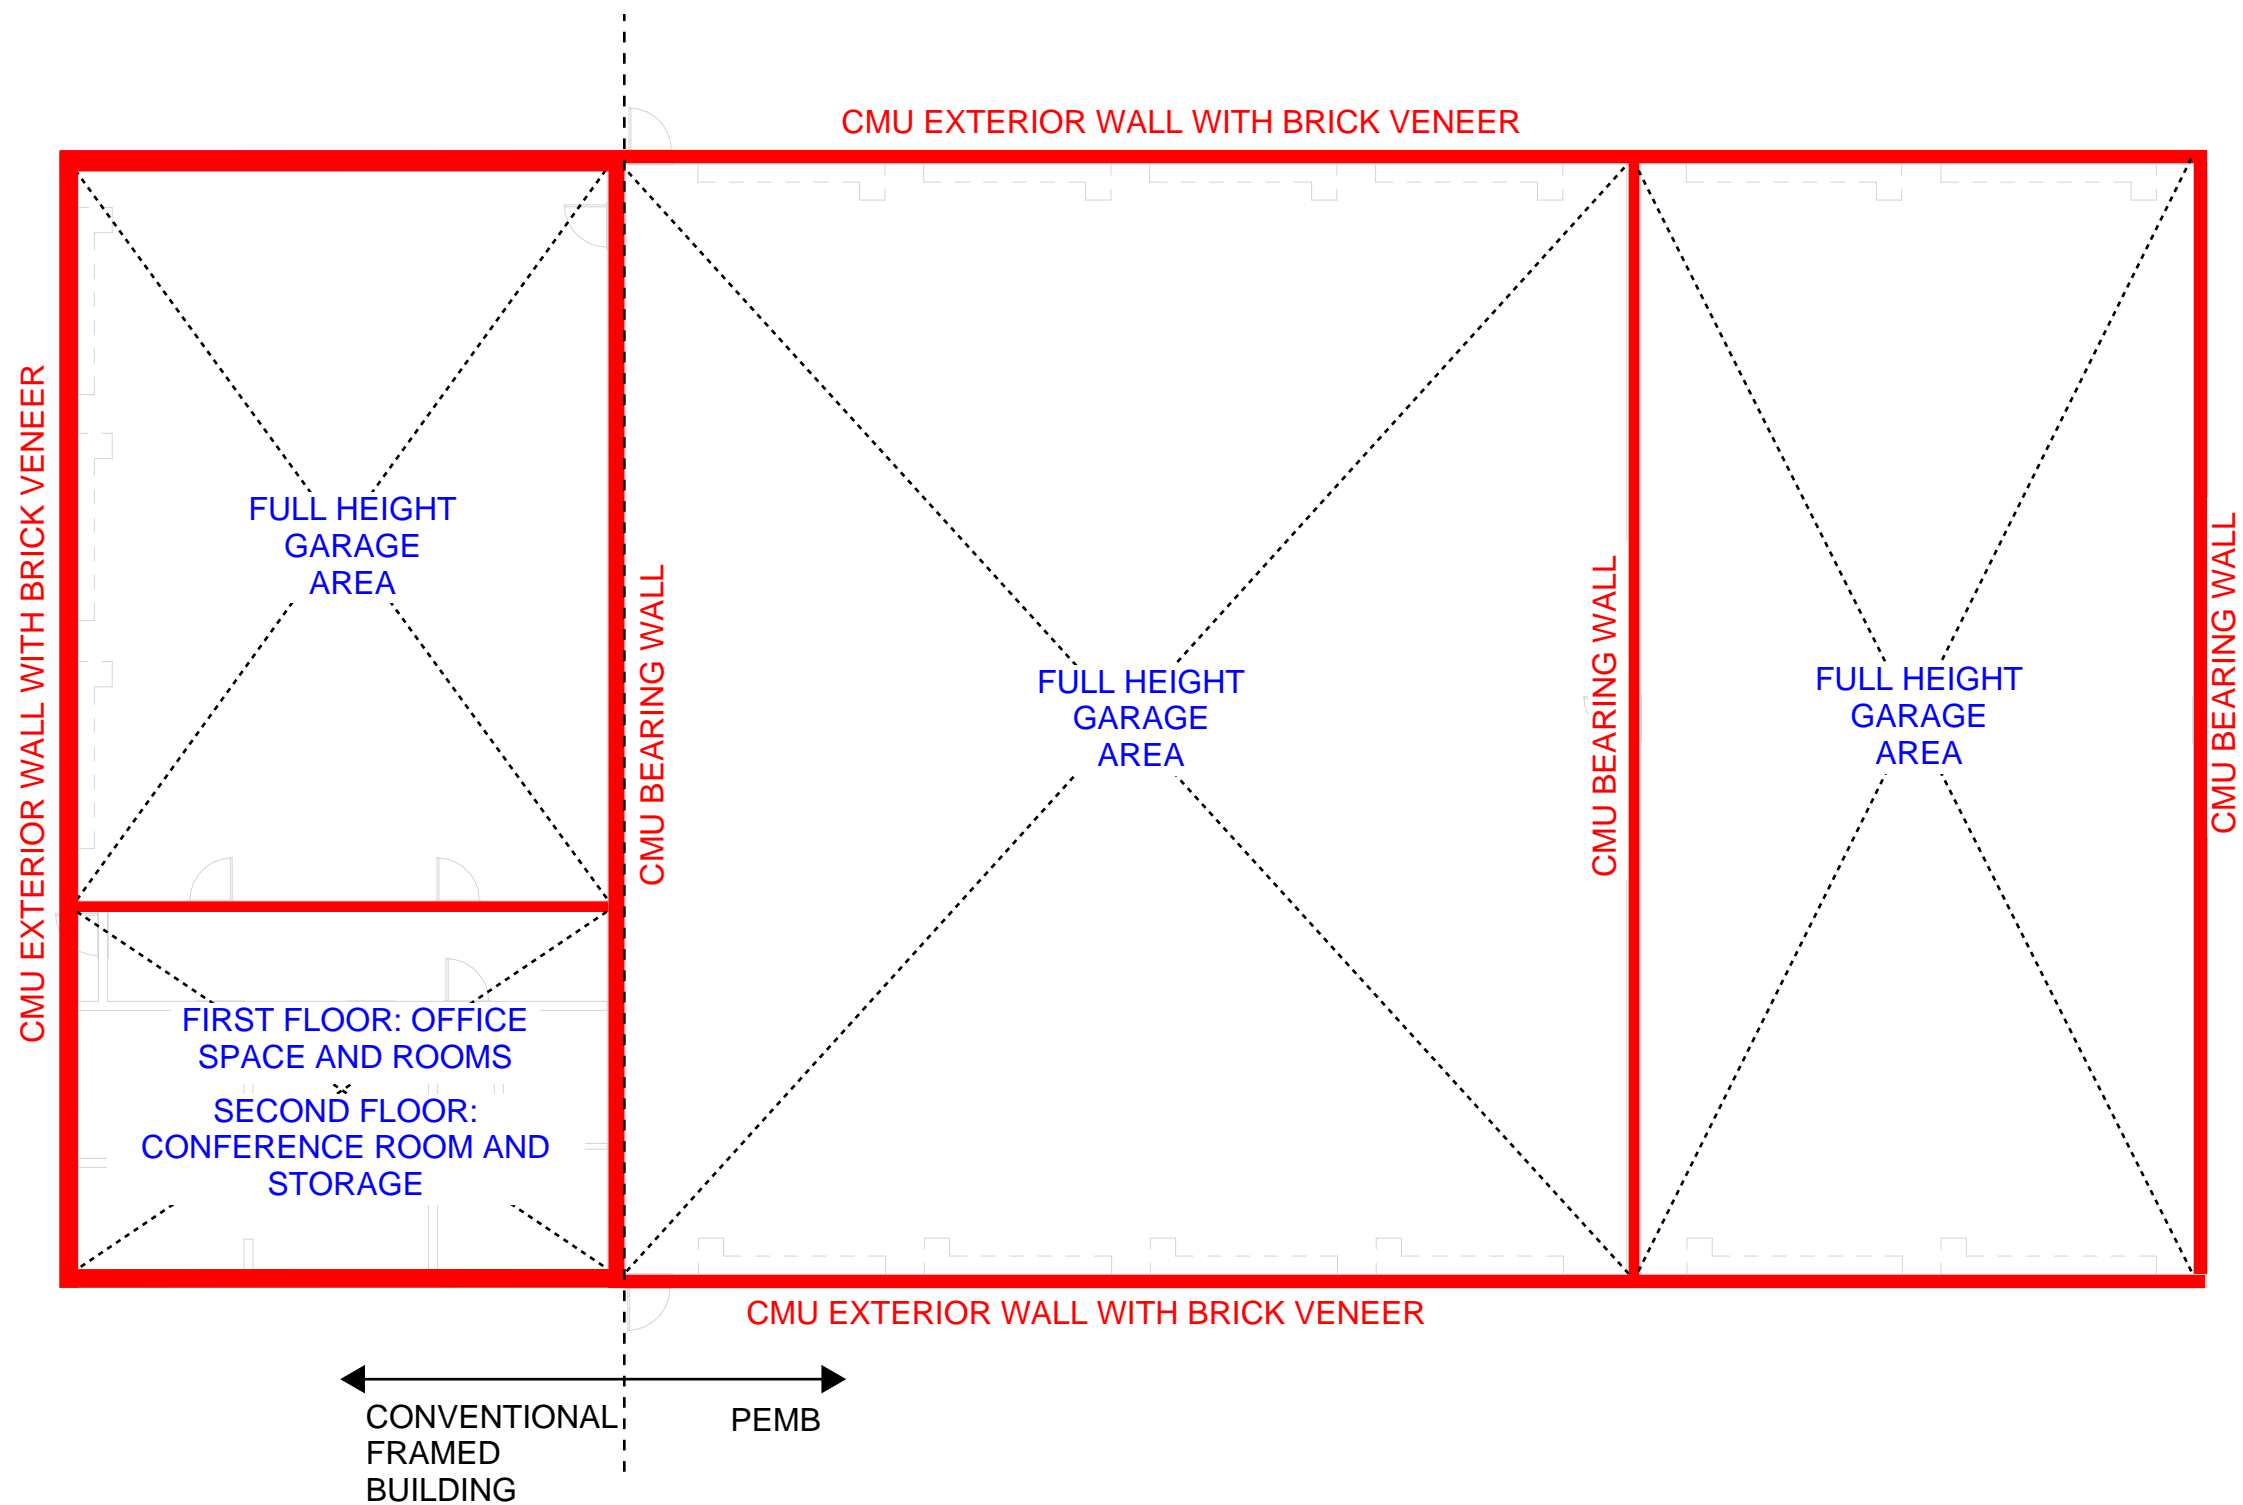 CMU EXTERIOR WALL WITH BRICK VENEER
CMU EXTERIOR WALL WITH BRICK VENEER
FULL HEIGHT
GARAGE
AREA
CMU BEARING WALL
FULL HEIGHT
GARAGE
AREA
CMU BEARING WALL
FULL HEIGHT
GARAGE
AREA
CMU BEARING WALL
FIRST FLOOR: OFFICE
SPACE AND ROOMS
SECOND FLOOR:
CONFERENCE ROOM AND
STORAGE
CMU EXTERIOR WALL WITH BRICK VENEER
CONVENTIONAL
FRAMED
BUILDING
PEMB